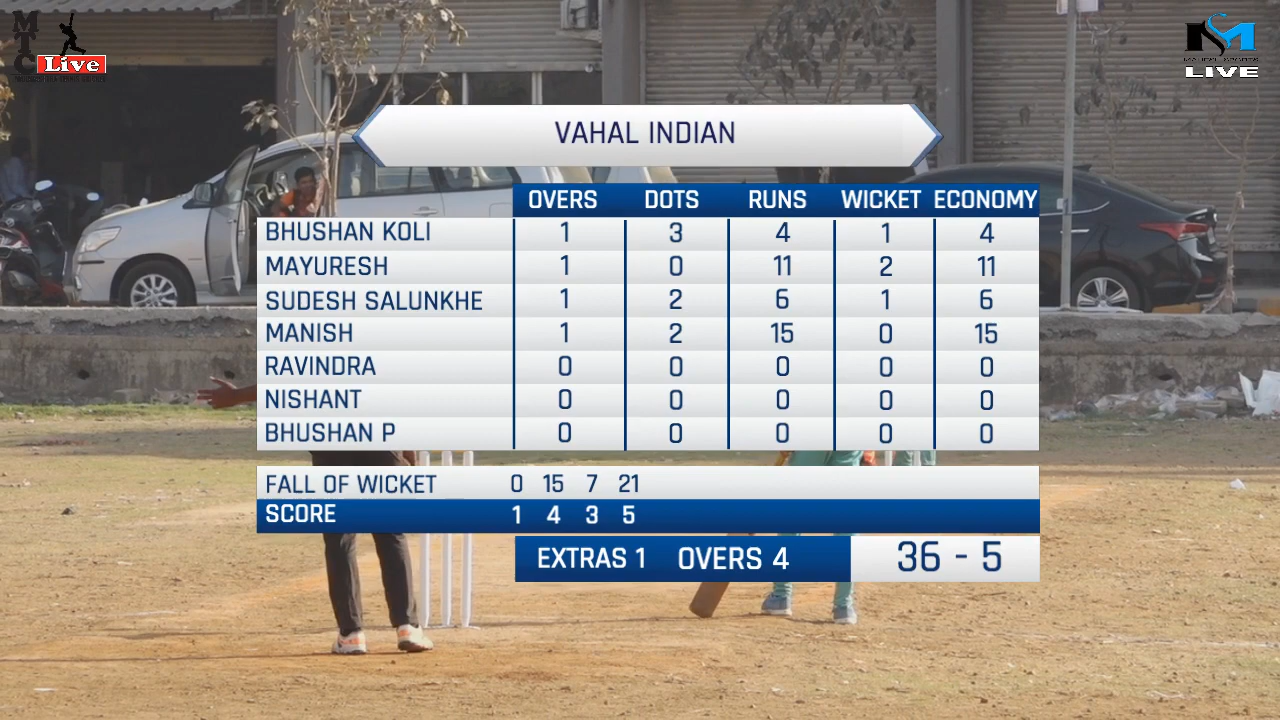 MTC
Live
LIVE
VAHAL INDIAN
OVERS DOTS RUNS WICKET ECONOMY
BHUSHAN KOLI 1 3 4 1 4
MAYURESH 1 0 11 2 11
SUDESH SALUNKHE 1 2 6 1 6
MANISH 1 2 15 0 15
RAVINDRA 0 0 0 0 0
NISHANT 0 0 0 0 0
BHUSHAN P 0 0 0 0 0
FALL OF WICKET 0 15 7 21
SCORE 1 4 3 5
EXTRAS 1 OVERS 4 36 - 5